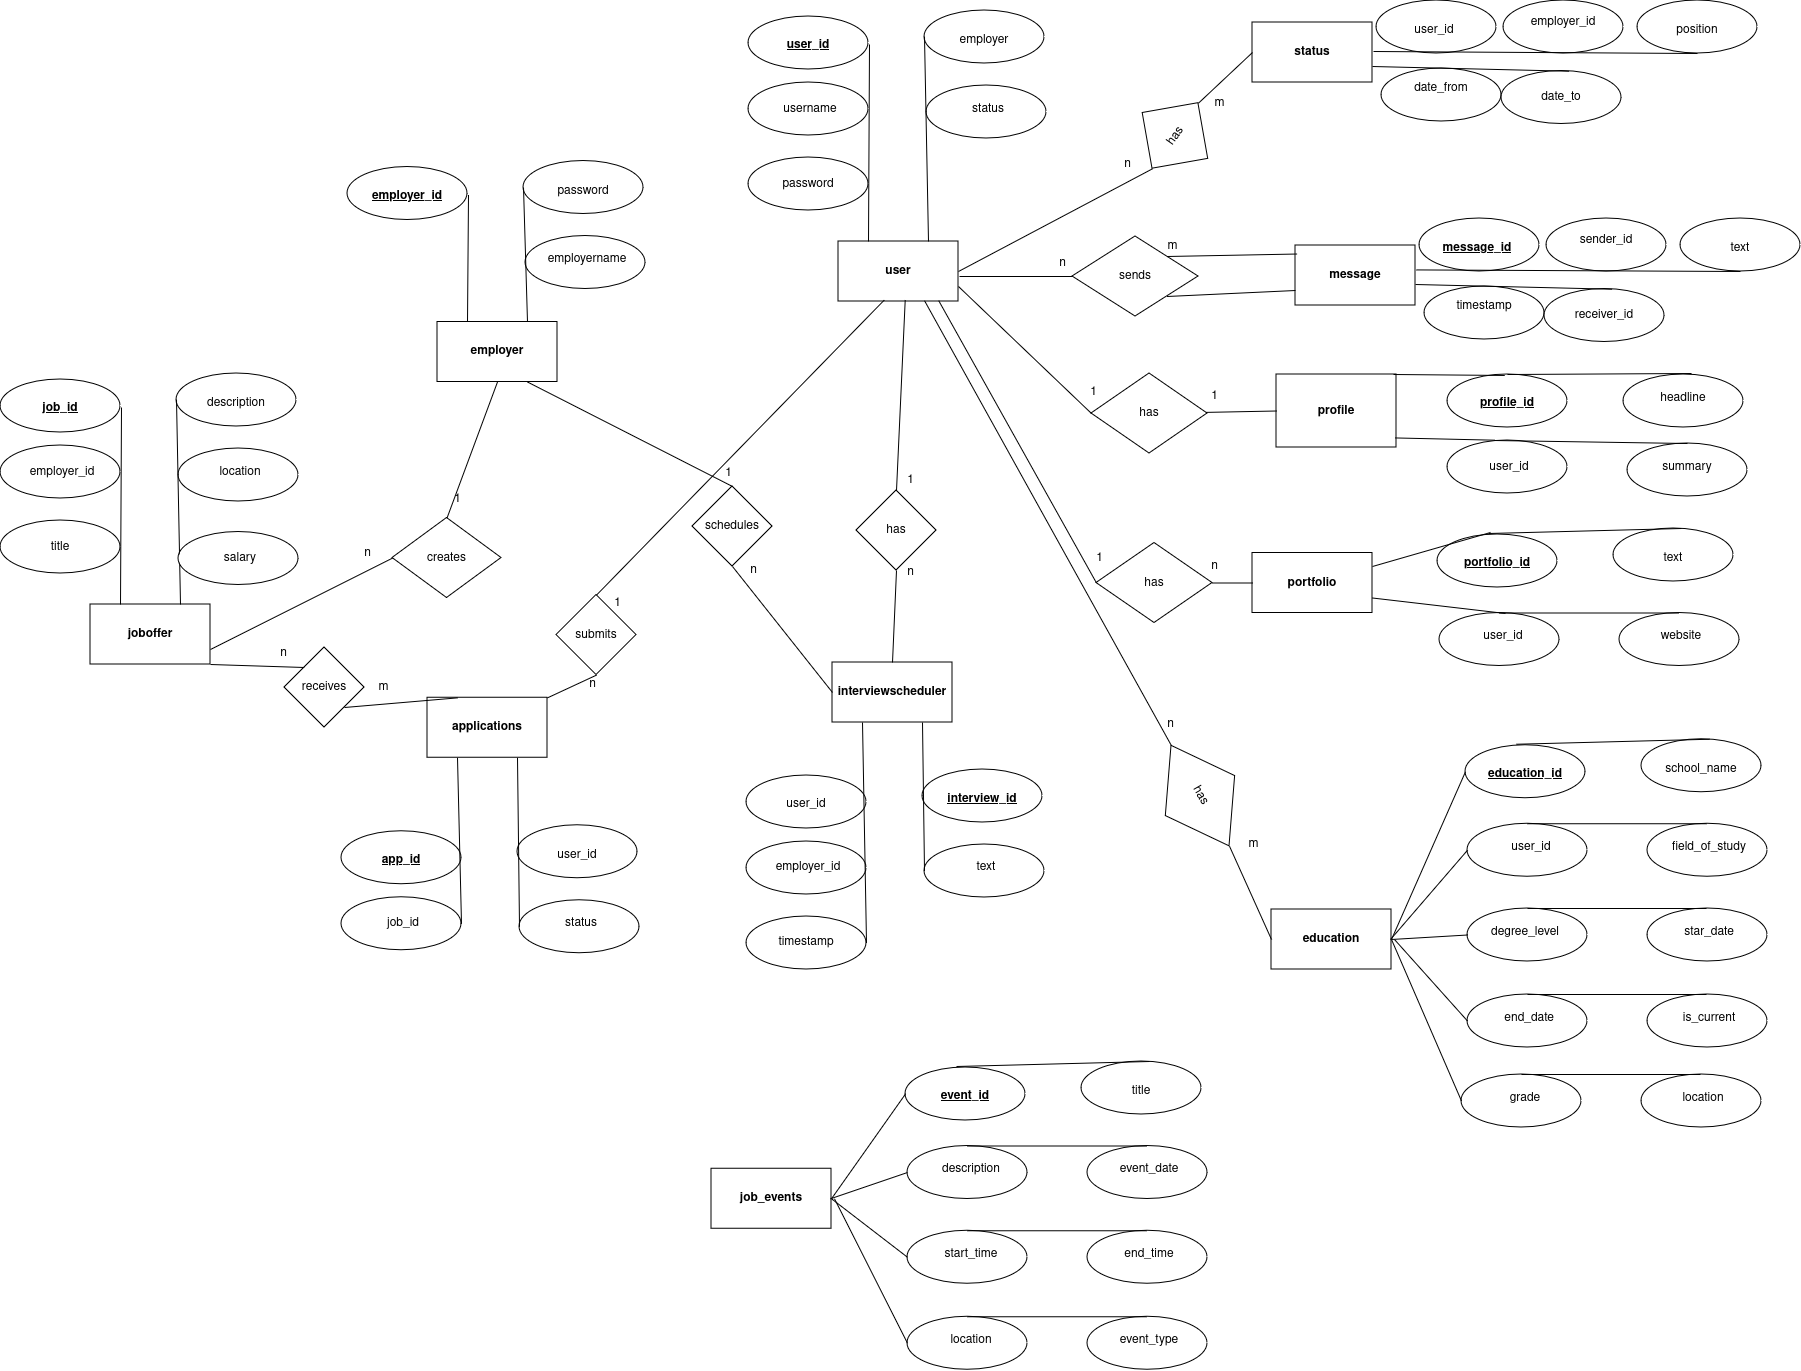 user_id
employer
username
status
password
status
user_id
employer_id
position
date_from
date_to
has
m
n
employer_id
password
employername
employer
user
n
sends
m
message
message_id
sender_id
text
timestamp
receiver_id
1
has
1
profile
profile_id
headline
user_id
summary
job_id
description
employer_id
location
title
salary
joboffer
1
creates
n
n
receives
m
1
schedules
n
1
has
n
1
submits
n
applications
app_id
user_id
job_id
status
interviewscheduler
user_id
interview_id
employer_id
text
timestamp
1
has
n
portfolio
portfolio_id
text
user_id
website
n
has
m
education
education_id
school_name
user_id
field_of_study
degree_level
star_date
end_date
is_current
grade
location
job_events
event_id
title
description
event_date
start_time
end_time
location
event_type